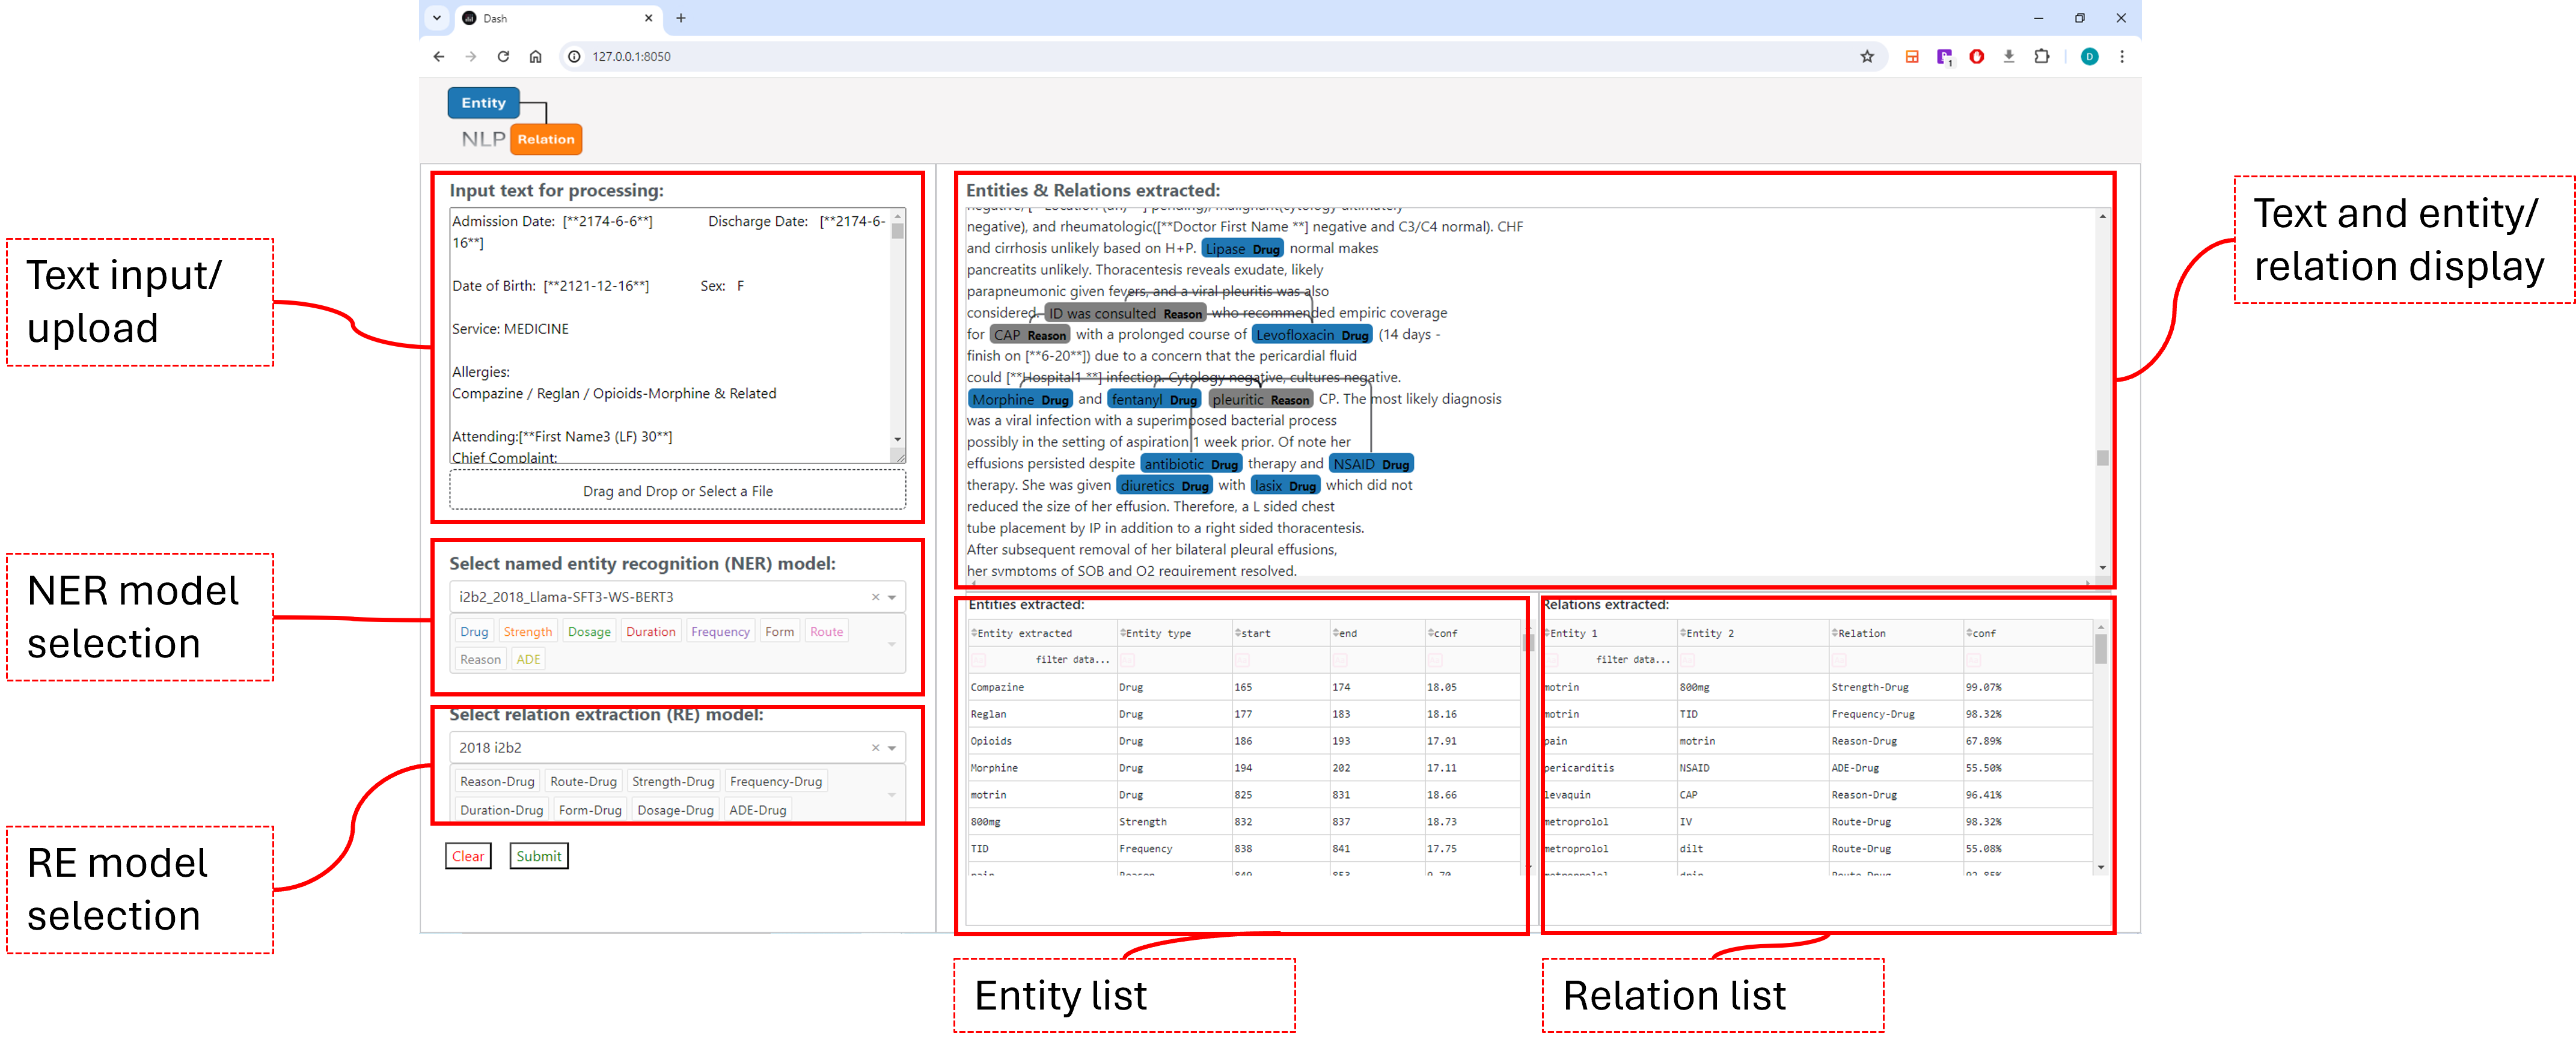 Dash
127.0.0.1:8050
1
D
Entity
NLP Relation
Text input/
upload
NER model
selection
RE model
selection
Input text for processing:
Admission Date: [**2174-6-6**] Discharge Date: [**2174-6-
16**]
Date of Birth: [**2121-12-16**] Sex: F
Service: MEDICINE
Allergies:
Compazine / Reglan / Opioids-Morphine & Related
Attending:[**First Name3 (LF) 30**]
Chief Complaint:
Drag and Drop or Select a File
Select named entity recognition (NER) model:
i2b2_2018_Llama-SFT3-WS-BERT3
Drug Strength Dosage Duration Frequency Form Route
Reason ADE
Select relation extraction (RE) model:
2018 i2b2
Reason-Drug Route-Drug Strength-Drug Frequency-Drug
Duration-Drug Form-Drug Dosage-Drug ADE-Drug
Clear Submit
Entities & Relations extracted:
negative), and rheumatologic([**Doctor First Name **] negative and C3/C4 normal). CHF
and cirrhosis unlikely based on H+P. Lipase Drug normal makes
pancreatits unlikely. Thoracentesis reveals exudate, likely
parapneumonic given fevers, and a viral pleuritis was also
considered. ID was consulted Reason who recommended empiric coverage
for CAP Reason with a prolonged course of Levofloxacin Drug (14 days -
finish on [**6-20**]) due to a concern that the pericardial fluid
could [**Hospital1 **] infection. Cytology negative, cultures negative.
Morphine Drug and fentanyl Drug pleuritic Reason CP. The most likely diagnosis
was a viral infection with a superimposed bacterial process
possibly in the setting of aspiration 1 week prior. Of note her
effusions persisted despite antibiotic Drug therapy and NSAID Drug
therapy. She was given diuretics Drug with lasix Drug which did not
reduced the size of her effusion. Therefore, a L sided chest
tube placement by IP in addition to a right sided thoracentesis.
After subsequent removal of her bilateral pleural effusions,
her symptoms of SOB and O2 requirement resolved.
Entities extracted:
Entity extracted Entity type start end conf
filter data...
Compazine Drug 165 174 18.05
Reglan Drug 177 183 18.16
Opioids Drug 186 193 17.91
Morphine Drug 194 202 17.11
motrin Drug 825 831 18.66
800mg Strength 832 837 18.73
TID Frequency 838 841 17.75
Relations extracted:
Entity 1 Entity 2 Relation conf
filter data...
motrin 800mg Strength-Drug 99.07%
motrin TID Frequency-Drug 98.32%
pain motrin Reason-Drug 67.89%
pericarditis NSAID ADE-Drug 55.50%
levaquin CAP Reason-Drug 96.41%
metroprolol IV Route-Drug 98.32%
metroprolol dilt Route-Drug 55.08%
Text and entity/
relation display
Entity list
Relation list